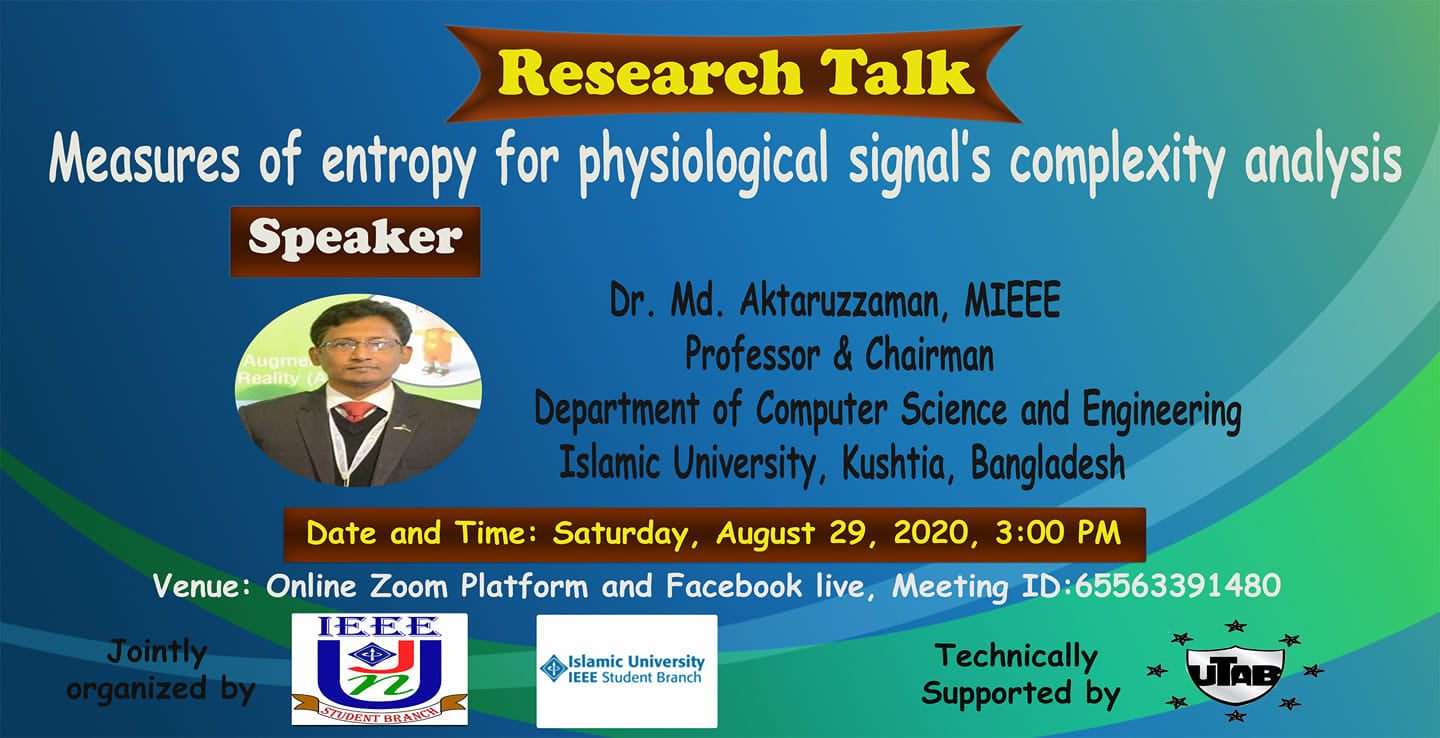 Research Talk
Measures of entropy for physiological signal's complexity analysis
Speaker
Augme
Reality (A
Dr. Md. Aktaruzzaman, MIEEE
Professor & Chairman
Department of Computer Science and Engineering
Islamic University, Kushtia, Bangladesh
Date and Time: Saturday, August 29, 2020, 3:00 PM
Venue: Online Zoom Platform and Facebook live, Meeting ID:65563391480
Jointly
organized by
IEEE
STUDENT BRANCH
Islamic University
IEEE Student Branch
Technically
Supported by
UTAB